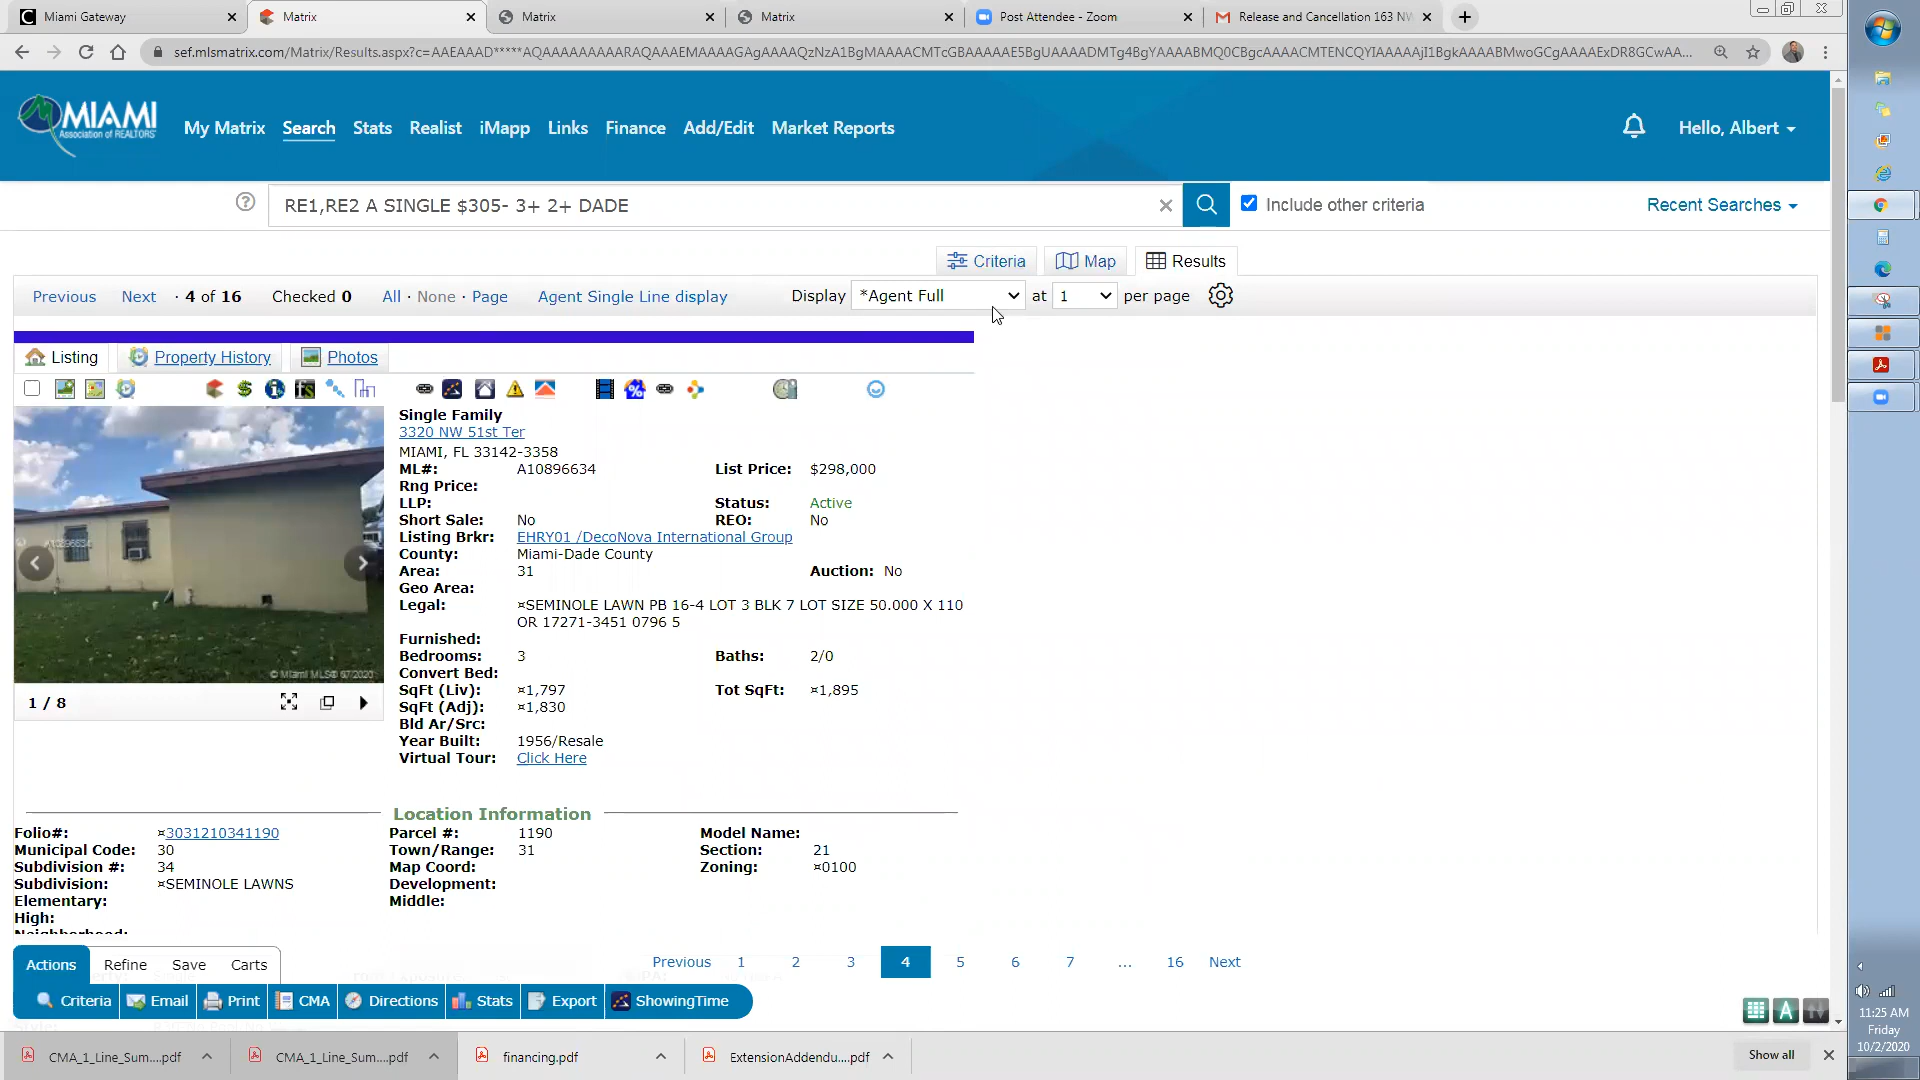 Miami Gateway
Matrix
Matrix
Matrix
Post Attendee - Zoom
Release and Cancellation 163 NW
sef.mlsmatrix.com/Matrix/Results.aspx?c=AAEAAAD*****AQAAAAAAAAARAQAAAEMAAAAGAgAAAAQzNzA1BgMAAAACMTcGBAAAAAE5BgUAAAADMTg4BgYAAAABMQ0CBgcAAAACMTENCQYIAAAAAjI1BgkAAAABMwoGCgAAAAExDR8GCwAA...
MIAMI
Association of REALTORS®
My Matrix Search Stats Realist iMapp Links Finance Add/Edit Market Reports
Hello, Albert
RE1,RE2 A SINGLE $305- 3+ 2+ DADE
Include other criteria
Recent Searches
Criteria Map Results
Previous Next · 4 of 16 Checked 0 All · None · Page Agent Single Line display Display *Agent Full at 1 per page
Listing Property History Photos
Single Family
3320 NW 51st Ter
MIAMI, FL 33142-3358
ML#: A10896634 List Price: $298,000
Rng Price:
LLP: Status: Active
Short Sale: No REO: No
Listing Brkr: EHRY01 /DecoNova International Group
County: Miami-Dade County
Area: 31 Auction: No
Geo Area:
Legal: ¤SEMINOLE LAWN PB 16-4 LOT 3 BLK 7 LOT SIZE 50.000 X 110
OR 17271-3451 0796 5
Furnished:
Bedrooms: 3 Baths: 2/0
Convert Bed:
SqFt (Liv): ¤1,797 Tot SqFt: ¤1,895
SqFt (Adj): ¤1,830
Bld Ar/Src:
Year Built: 1956/Resale
Virtual Tour: Click Here
A10896634
© Miami MLS® 07/2020
1 / 8
Location Information
Folio#: ¤3031210341190 Parcel #: 1190 Model Name:
Municipal Code: 30 Town/Range: 31 Section: 21
Subdivision #: 34 Map Coord: Zoning: ¤0100
Subdivision: ¤SEMINOLE LAWNS Development:
Elementary: Middle:
High:
Neighborhood:
Actions Refine Save Carts
Previous 1 2 3 4 5 6 7 ... 16 Next
Criteria Email Print CMA Directions Stats Export ShowingTime
CMA_1_Line_Sum....pdf
CMA_1_Line_Sum....pdf
financing.pdf
ExtensionAddendu....pdf
Show all
11:25 AM
Friday
10/2/2020